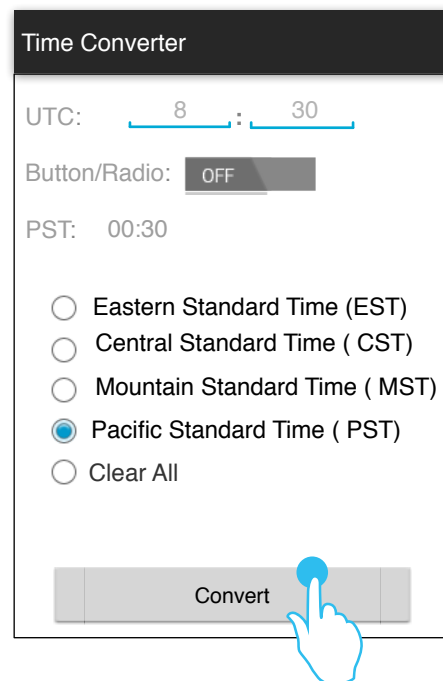 Time Converter
UTC: 8 : 30
Button/Radio: OFF
PST: 00:30
Eastern Standard Time (EST)
Central Standard Time ( CST)
Mountain Standard Time ( MST)
Pacific Standard Time ( PST)
Clear All
Convert